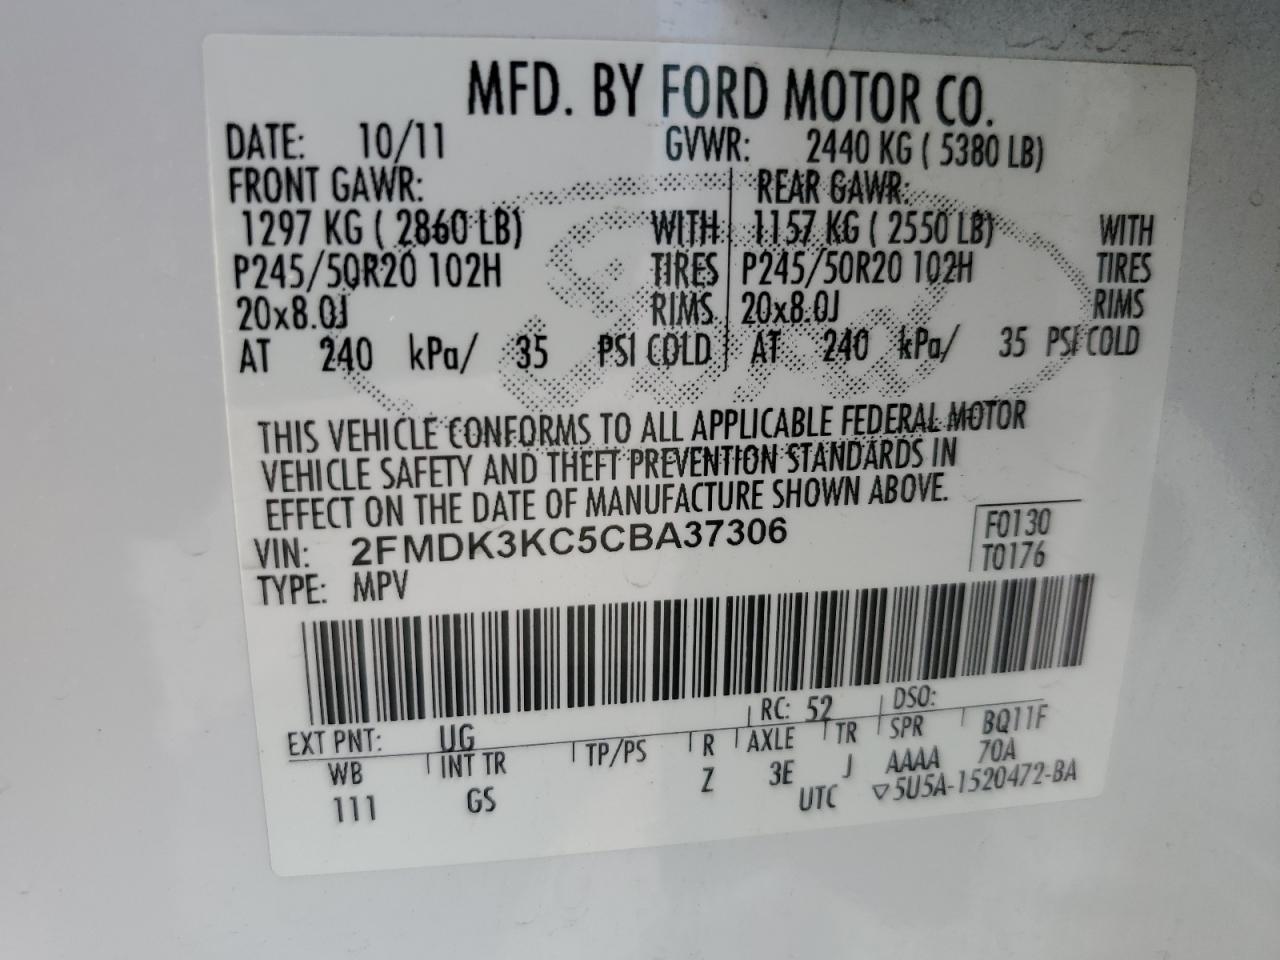 MFD. BY FORD MOTOR CO.
DATE: 10/11 GVWR: 2440 KG ( 5380 LB)
FRONT GAWR: REAR GAWR:
1297 KG ( 2860 LB) WITH 1157 KG ( 2550 LB) WITH
P245/50R20 102H TIRES P245/50R20 102H TIRES
20x8.0J RIMS 20x8.0J RIMS
AT 240 kPa/ 35 PSI COLD AT 240 kPa/ 35 PSI COLD
THIS VEHICLE CONFORMS TO ALL APPLICABLE FEDERAL MOTOR
VEHICLE SAFETY AND THEFT PREVENTION STANDARDS IN
EFFECT ON THE DATE OF MANUFACTURE SHOWN ABOVE.
VIN: 2FMDK3KC5CBA37306 F0130
TYPE: MPV T0176
EXT PNT: UG RC: 52 DSO:
WB INT TR TP/PS R AXLE TR SPR BQ11F
111 GS Z 3E J AAAA 70A
UTC ▽5U5A-1520472-BA